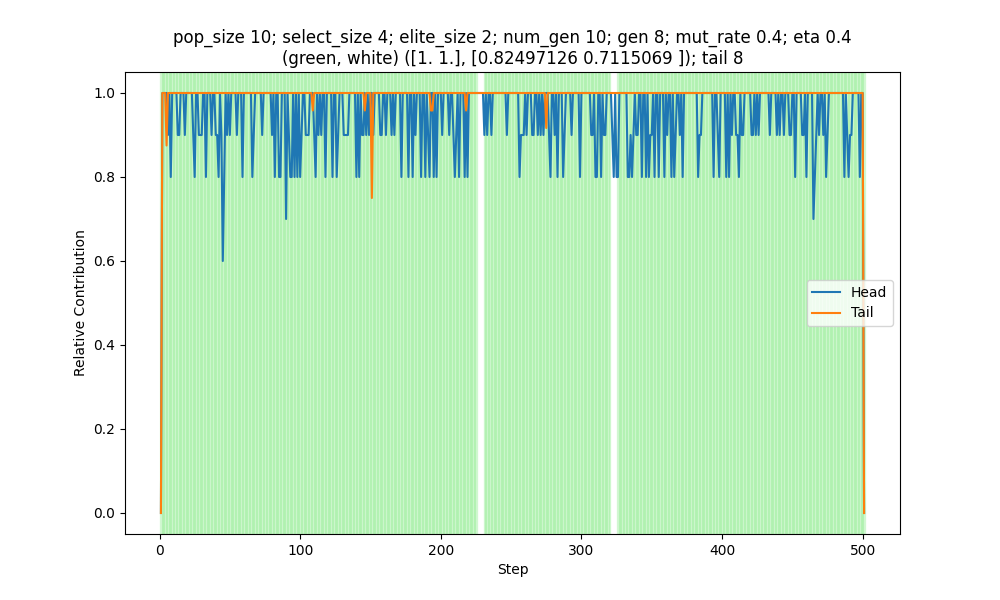 pop_size 10; select_size 4; elite_size 2; num_gen 10; gen 8; mut_rate 0.4; eta 0.4
(green, white) ([1. 1.], [0.82497126 0.7115069 ]); tail 8
1.0
0.8
0.6
0.4
0.2
0.0
Relative Contribution
Head
Tail
0
100
200
300
400
500
Step